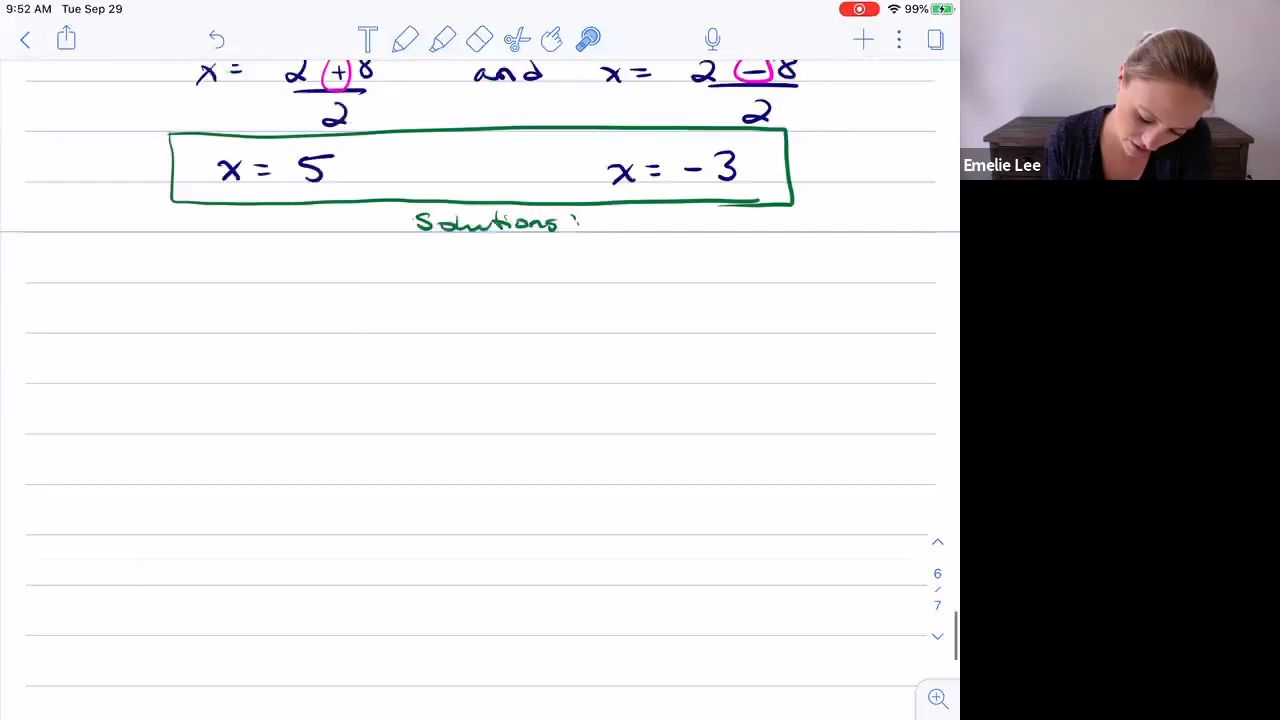 9:52 AM Tue Sep 29
99%
x = 2 (+) 8 and x = 2 (−) 8
2 2
x = 5 x = - 3
Solutions:
Emelie Lee
6
/
7